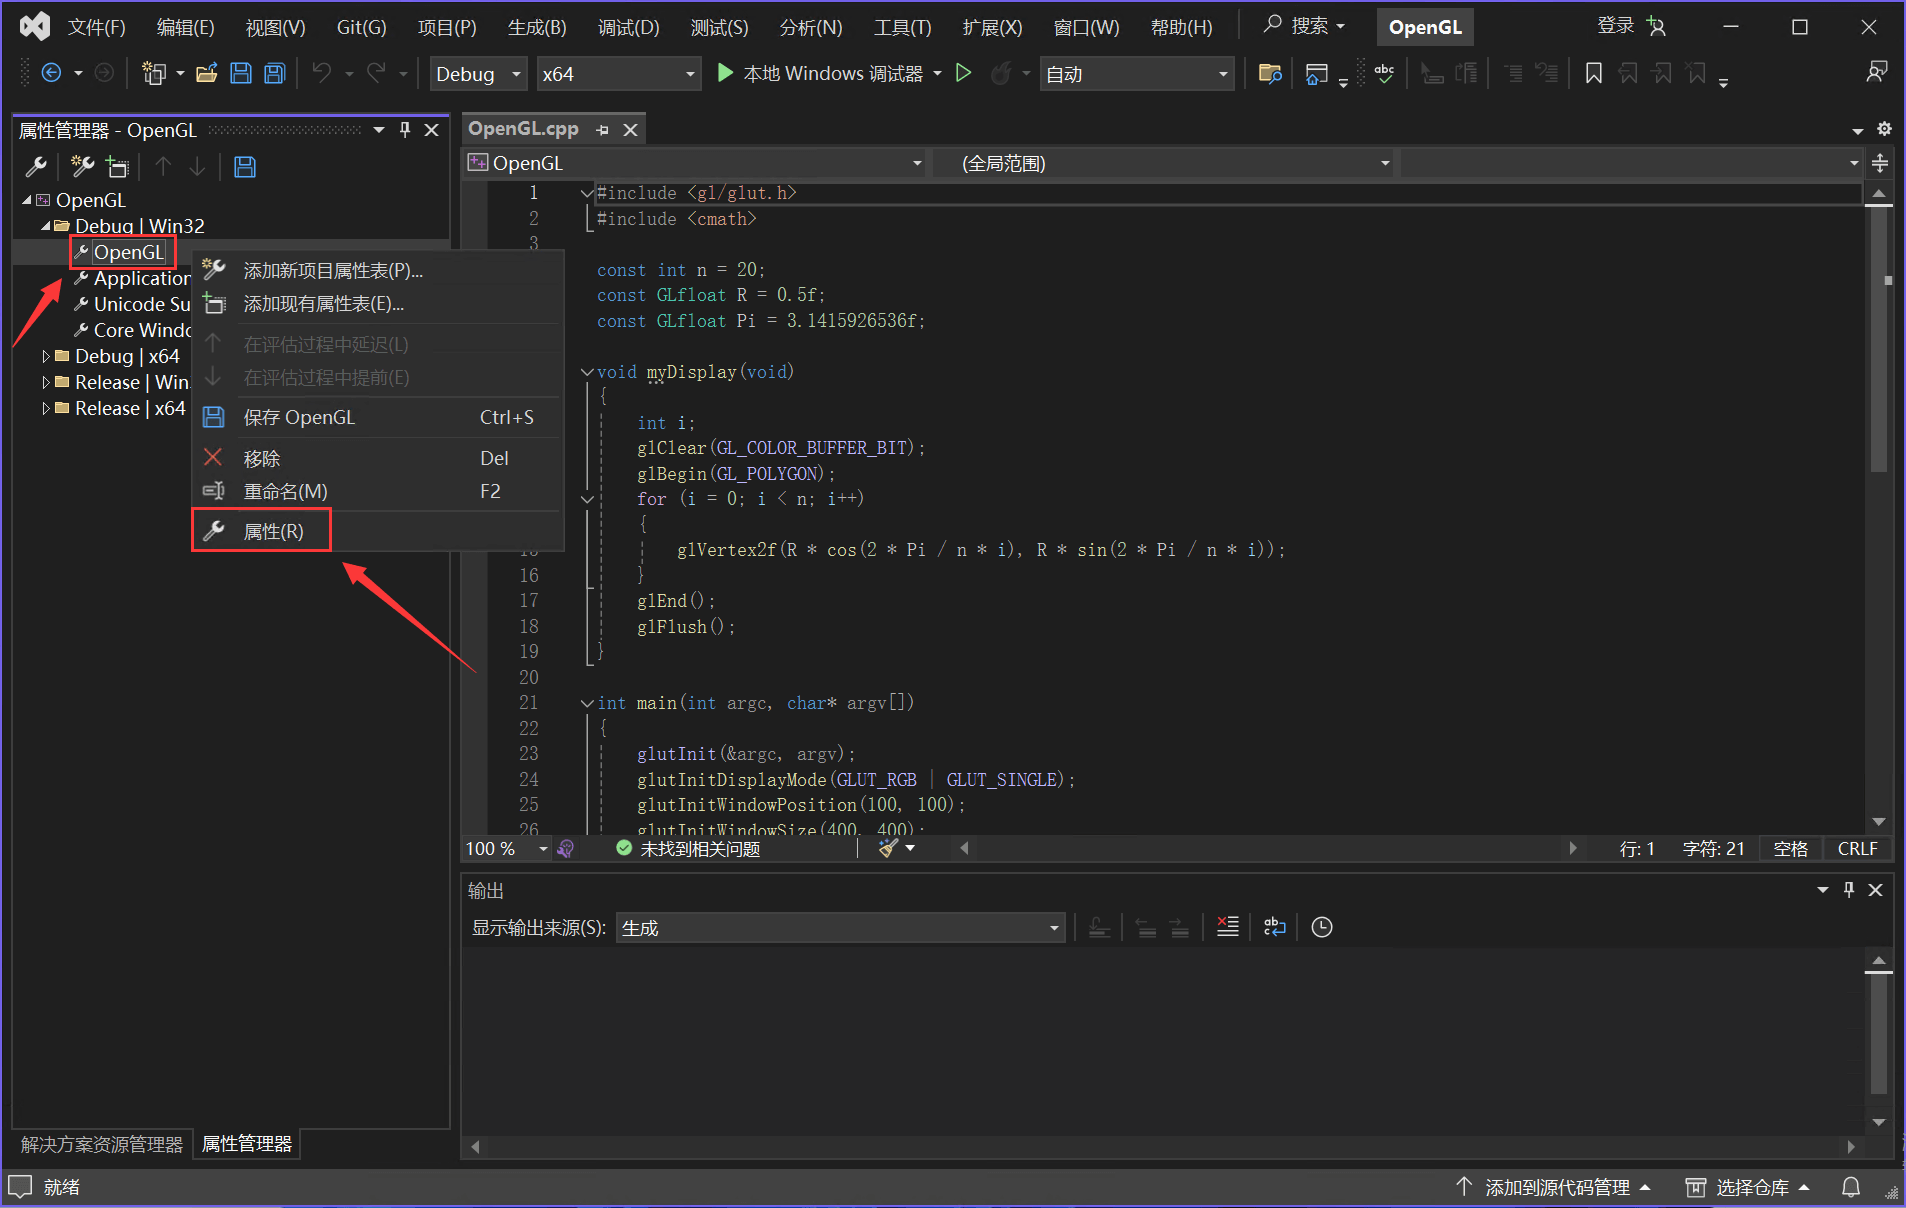 文件(F) 编辑(E) 视图(V) Git(G) 项目(P) 生成(B) 调试(D) 测试(S) 分析(N) 工具(T) 扩展(X) 窗口(W) 帮助(H) 搜索 OpenGL 登录
Debug x64 本地 Windows 调试器 自动
属性管理器 - OpenGL
OpenGL
Debug | Win32
OpenGL
Application
Unicode Su
Core Windo
Debug | x64
Release | Win
Release | x64
添加新项目属性表(P)...
添加现有属性表(E)...
在评估过程中延迟(L)
在评估过程中提前(E)
保存 OpenGL Ctrl+S
移除 Del
重命名(M) F2
属性(R)
OpenGL.cpp
OpenGL (全局范围)
1 #include <gl/glut.h>
2 #include <cmath>
3
const int n = 20;
const GLfloat R = 0.5f;
const GLfloat Pi = 3.1415926536f;
void myDisplay(void)
{
int i;
glClear(GL_COLOR_BUFFER_BIT);
glBegin(GL_POLYGON);
for (i = 0; i < n; i++)
{
glVertex2f(R * cos(2 * Pi / n * i), R * sin(2 * Pi / n * i));
16 }
17 glEnd();
18 glFlush();
19 }
20
21 int main(int argc, char* argv[])
22 {
23 glutInit(&argc, argv);
24 glutInitDisplayMode(GLUT_RGB | GLUT_SINGLE);
25 glutInitWindowPosition(100, 100);
26 glutInitWindowSize(400, 400);
100 % 未找到相关问题 行: 1 字符: 21 空格 CRLF
输出
显示输出来源(S): 生成
解决方案资源管理器 属性管理器
就绪 添加到源代码管理 选择仓库